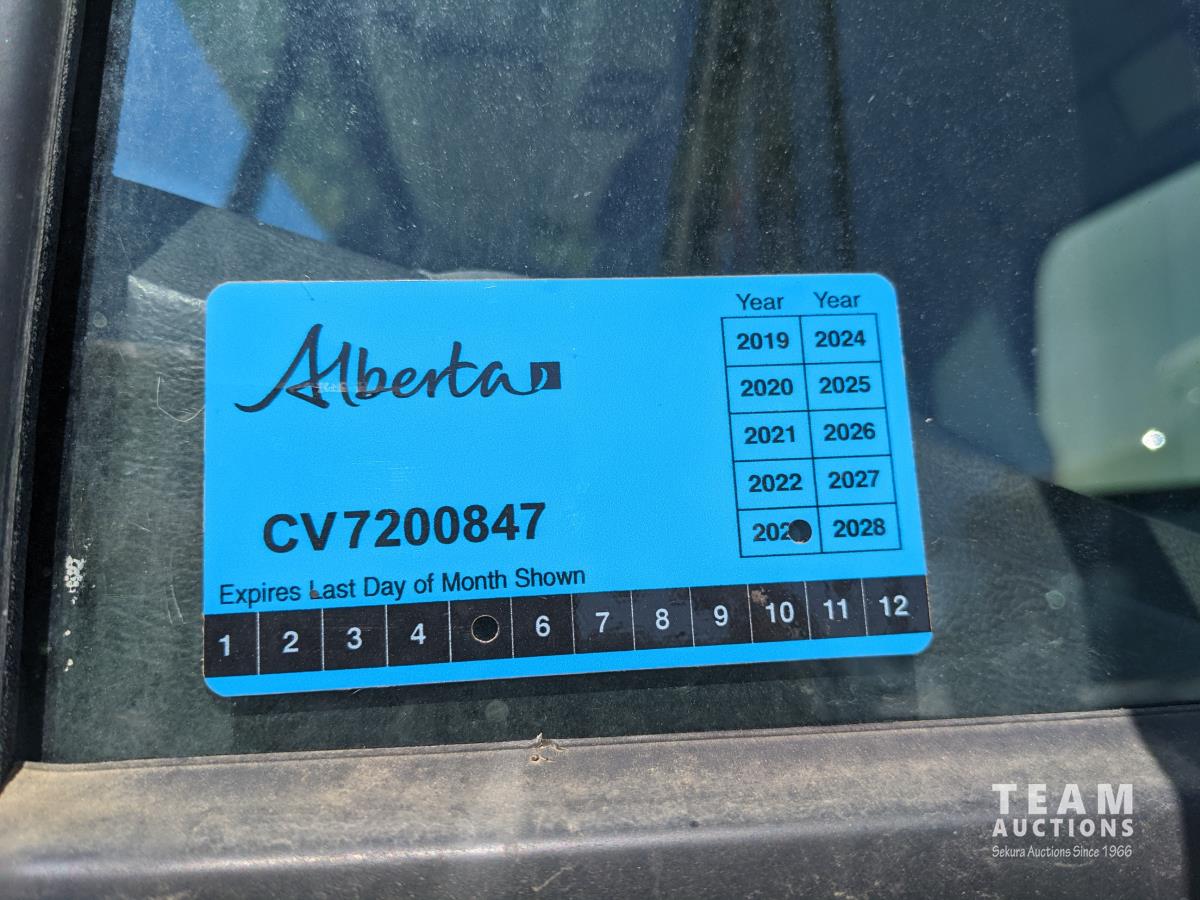 Alberta
Year Year
2019 2024
2020 2025
2021 2026
2022 2027
202 2028
CV7200847
Expires Last Day of Month Shown
1 2 3 4 6 7 8 9 10 11 12
TEAM
AUCTIONS
Sekura Auctions Since 1966